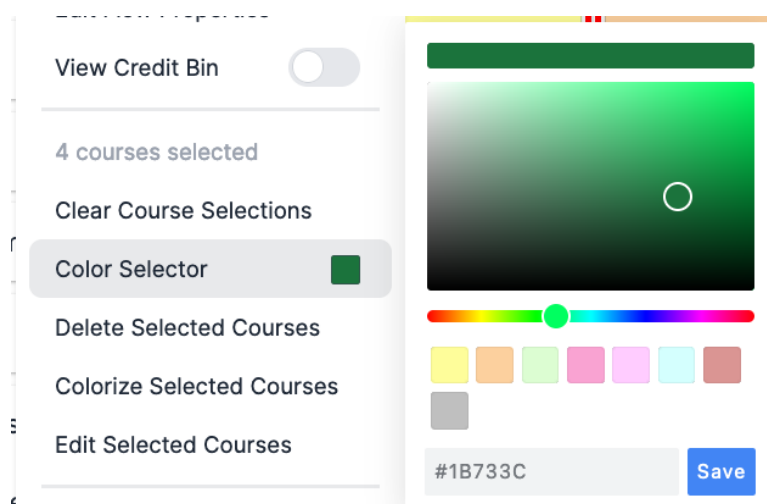 View Credit Bin
4 courses selected
Clear Course Selections
Color Selector
Delete Selected Courses
Colorize Selected Courses
Edit Selected Courses
#1B733C
Save